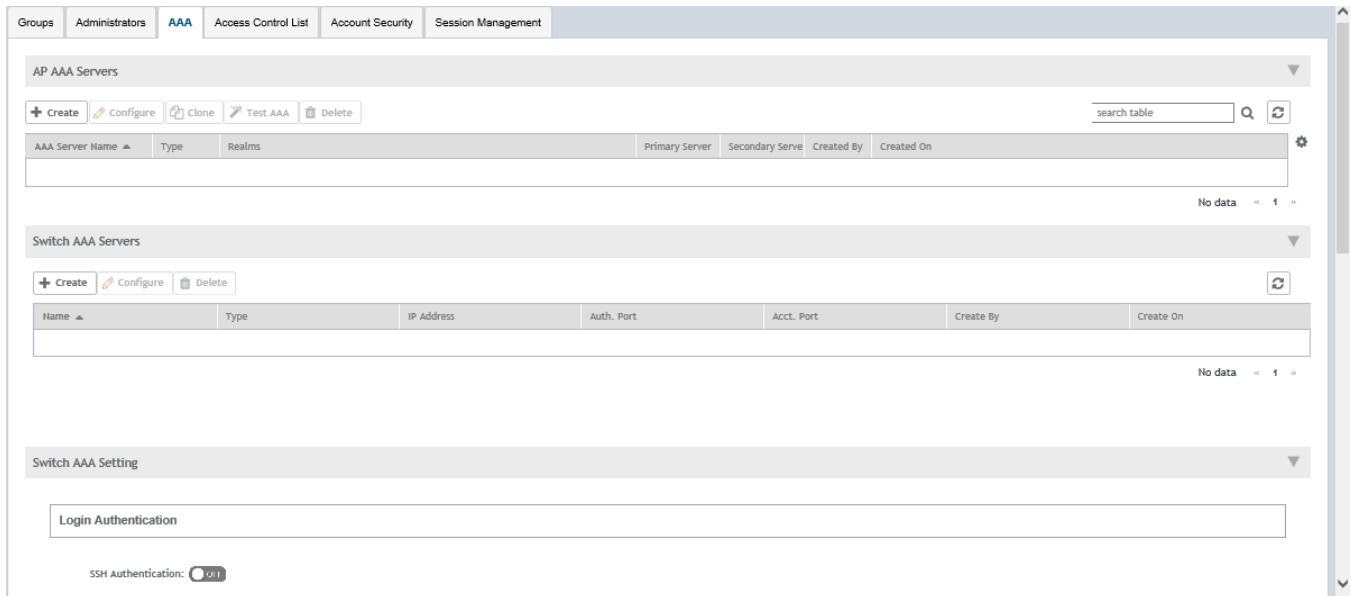 Groups Administrators AAA Access Control List Account Security Session Management
AP AAA Servers
Create Configure Clone Test AAA Delete search table
AAA Server Name Type Realms Primary Server Secondary Serve Created By Created On
No data « 1 »
Switch AAA Servers
Create Configure Delete
Name Type IP Address Auth. Port Acct. Port Create By Create On
No data « 1 »
Switch AAA Setting
Login Authentication
SSH Authentication: OFF